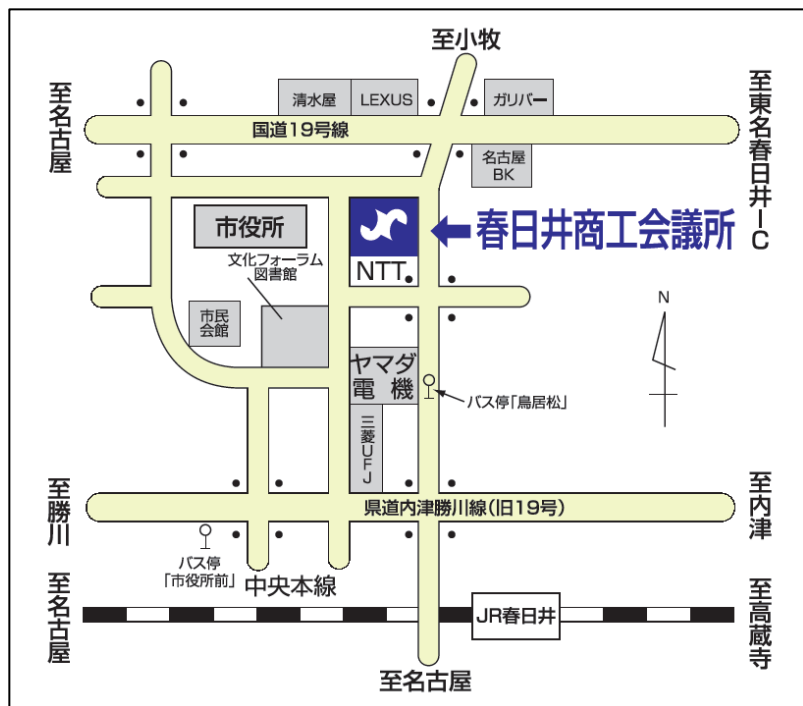 至小牧
至名古屋
清水屋
LEXUS
ガリバー
至東名春日井IC
国道19号線
名古屋
BK
市役所
春日井商工会議所
文化フォーラム
図書館
NTT
市民
会館
N
ヤマダ
電機
バス停「鳥居松」
三菱UFJ
至勝川
県道内津勝川線(旧19号)
至内津
バス停
「市役所前」
中央本線
至名古屋
JR春日井
至高蔵寺
至名古屋